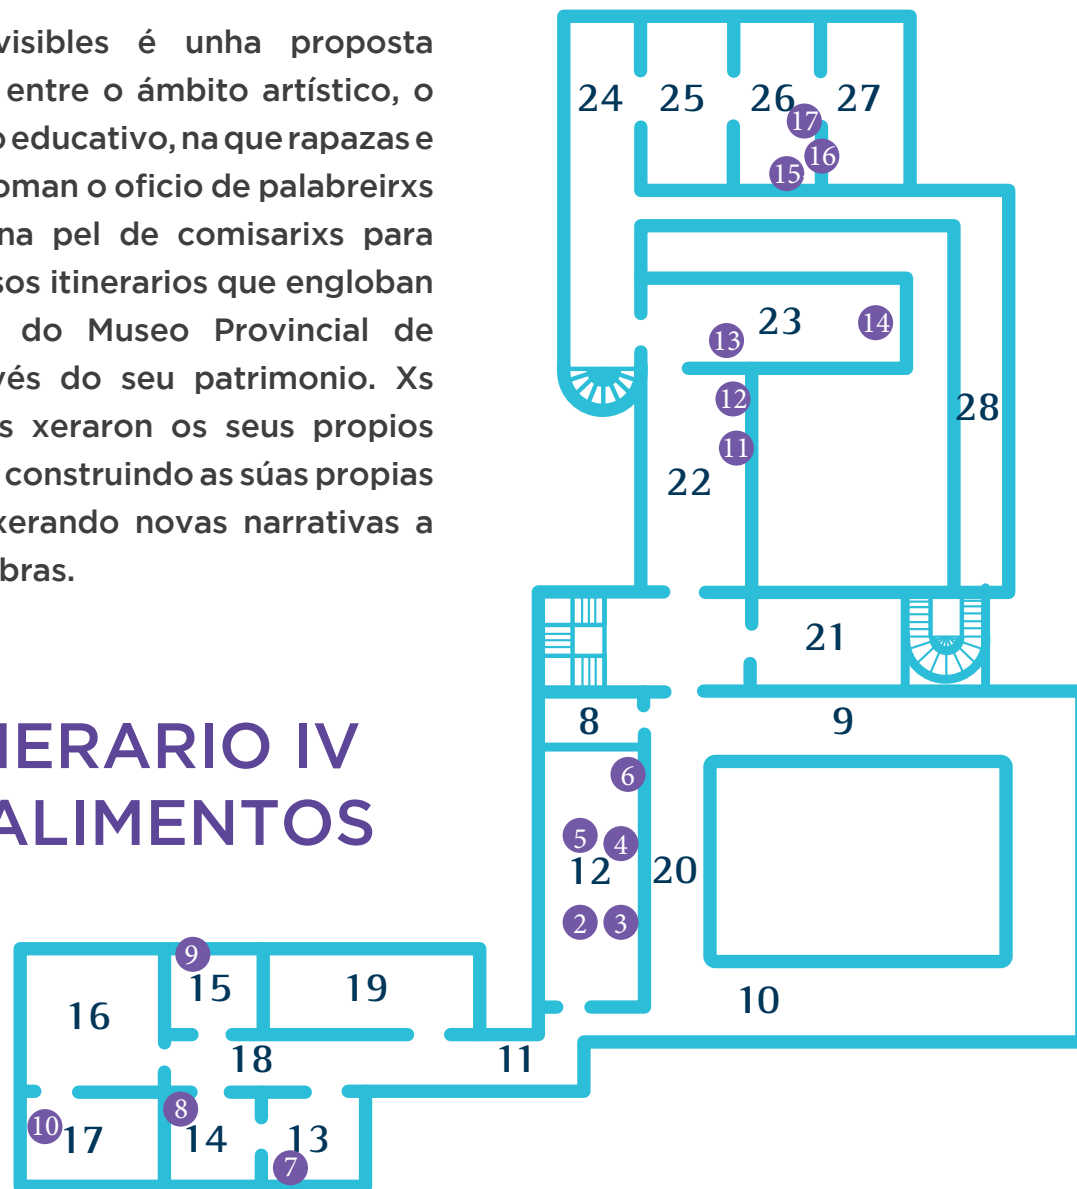 visibles é unha proposta
entre o ámbito artístico, o
educativo, na que rapazas e
oman o oficio de palabreirxs
na pel de comisarixs para
sos itinerarios que engloban
do Museo Provincial de
vés do seu patrimonio. Xs
s xeraron os seus propios
construindo as súas propias
xerando novas narrativas a
bras.
NERARIO IV
ALIMENTOS
24 25 26 27
17
16
15
23
14
13
12
28
11
22
21
8 9
6
5 4
12 20
2 3
9
15 19 10
16
18 11
8
10 17 14 13
7